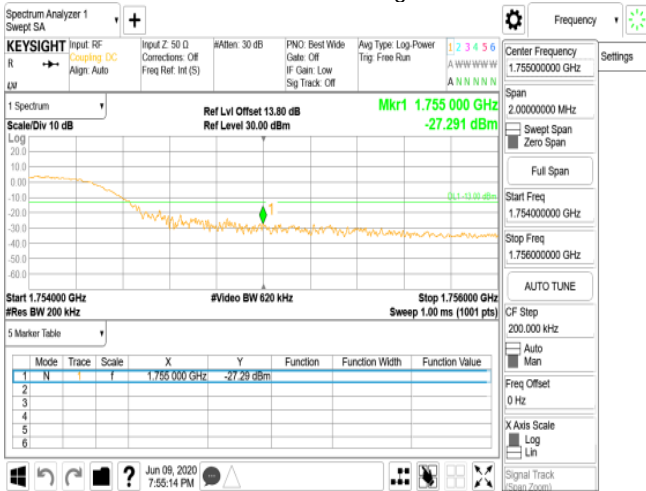 Spectrum Analyzer 1
Swept SA
Frequency
KEYSIGHT
R
Input: RF
Coupling: DC
Align: Auto
Input Z: 50 Ω
Corrections: Off
Freq Ref: Int (S)
#Atten: 30 dB
PNO: Best Wide
Gate: Off
IF Gain: Low
Sig Track: Off
Avg Type: Log-Power
Trig: Free Run
1 2 3 4 5 6
A W W W W W
A N N N N N
1 Spectrum
Scale/Div 10 dB
Ref Lvl Offset 13.80 dB
Ref Level 30.00 dBm
Mkr1 1.755 000 GHz
-27.291 dBm
Log
20.0
10.0
0.00
-10.0
-20.0
-30.0
-40.0
-50.0
-60.0
DL1 -13.00 dBm
1
Start 1.754000 GHz
#Res BW 200 kHz
#Video BW 620 kHz
Stop 1.756000 GHz
Sweep 1.00 ms (1001 pts)
5 Marker Table
Mode Trace Scale X Y Function Function Width Function Value
1 N 1 f 1.755 000 GHz -27.29 dBm
2
3
4
5
6
Jun 09, 2020
7:55:14 PM
?
Settings
Center Frequency
1.755000000 GHz
Span
2.00000000 MHz
Swept Span
Zero Span
Full Span
Start Freq
1.754000000 GHz
Stop Freq
1.756000000 GHz
AUTO TUNE
CF Step
200.000 kHz
Auto
Man
Freq Offset
0 Hz
X Axis Scale
Log
Lin
Signal Track
(Span Zoom)